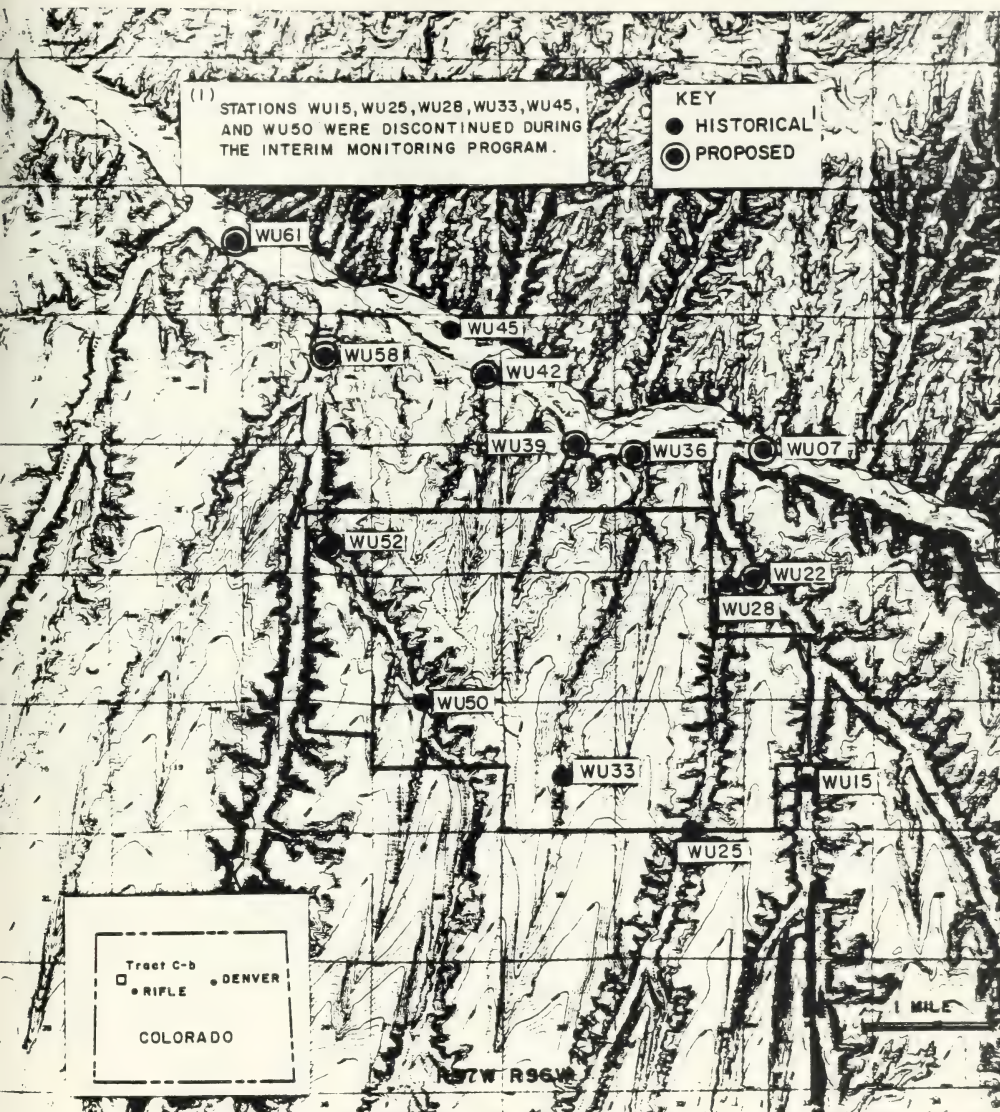 (1)
STATIONS WU15, WU25, WU28, WU33, WU45,
AND WU50 WERE DISCONTINUED DURING
THE INTERIM MONITORING PROGRAM.
KEY
HISTORICAL1
PROPOSED
WU61
WU45
WU58
WU42
WU39
WU36
WU07
WU52
WU22
WU28
WU50
WU33
WU15
WU25
Tract C-b
DENVER
RIFLE
COLORADO
1 MILE
R97W R96W